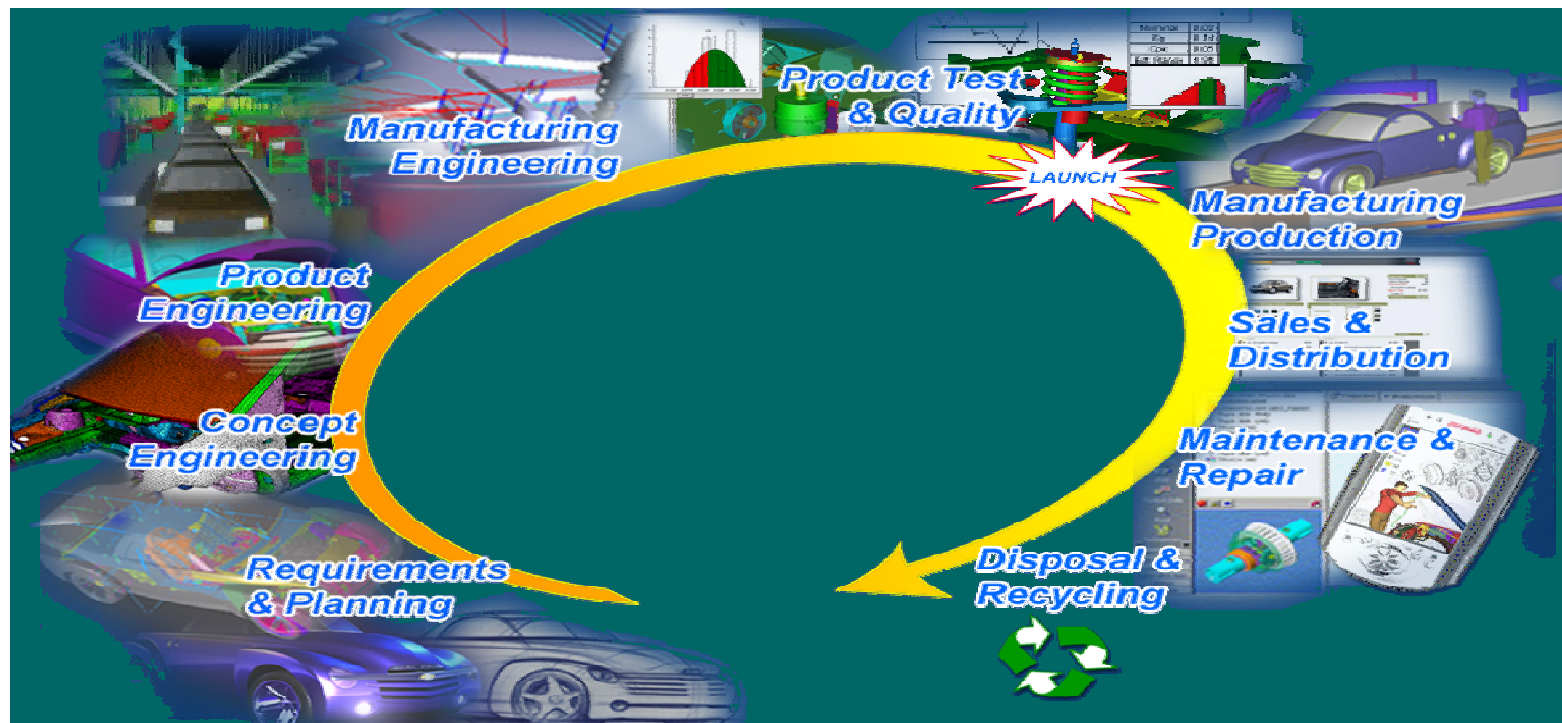 Product Test
& Quality
Manufacturing
Engineering
LAUNCH
Manufacturing
Production
Product
Engineering
Sales &
Distribution
Concept
Engineering
Maintenance &
Repair
Requirements
& Planning
Disposal &
Recycling